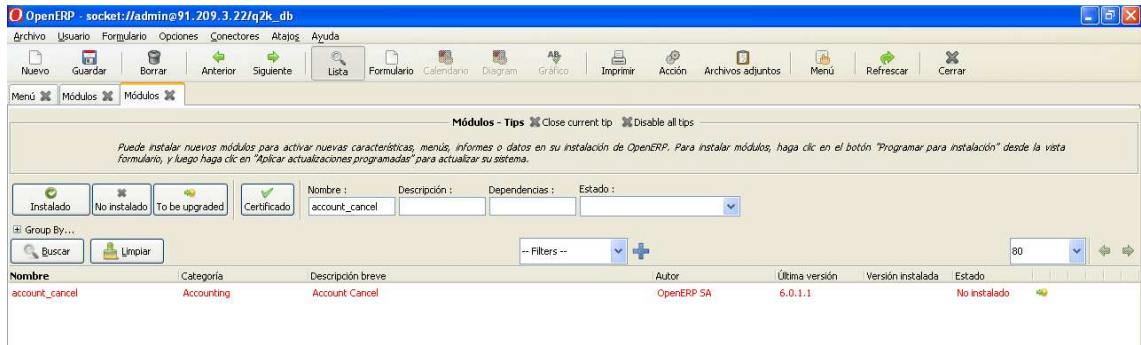 OpenERP - socket://admin@91.209.3.22/q2k_db
Archivo Usuario Formulario Opciones Conectores Atajos Ayuda
Nuevo Guardar Borrar Anterior Siguiente Lista Formulario Calendario Diagram Gráfico Imprimir Acción Archivos adjuntos Menú Refrescar Cerrar
Menú Módulos Módulos
Módulos - Tips Close current tip Disable all tips
Puede instalar nuevos módulos para activar nuevas características, menús, informes o datos en su instalación de OpenERP. Para instalar módulos, haga clic en el botón "Programar para instalación" desde la vista
formulario, y luego haga clic en "Aplicar actualizaciones programadas" para actualizar su sistema.
Nombre : Descripción : Dependencias : Estado :
Instalado No instalado To be upgraded Certificado account_cancel
Group By...
Buscar Limpiar -- Filters -- 80
Nombre Categoría Descripción breve Autor Última versión Versión instalada Estado
account_cancel Accounting Account Cancel OpenERP SA 6.0.1.1 No instalado